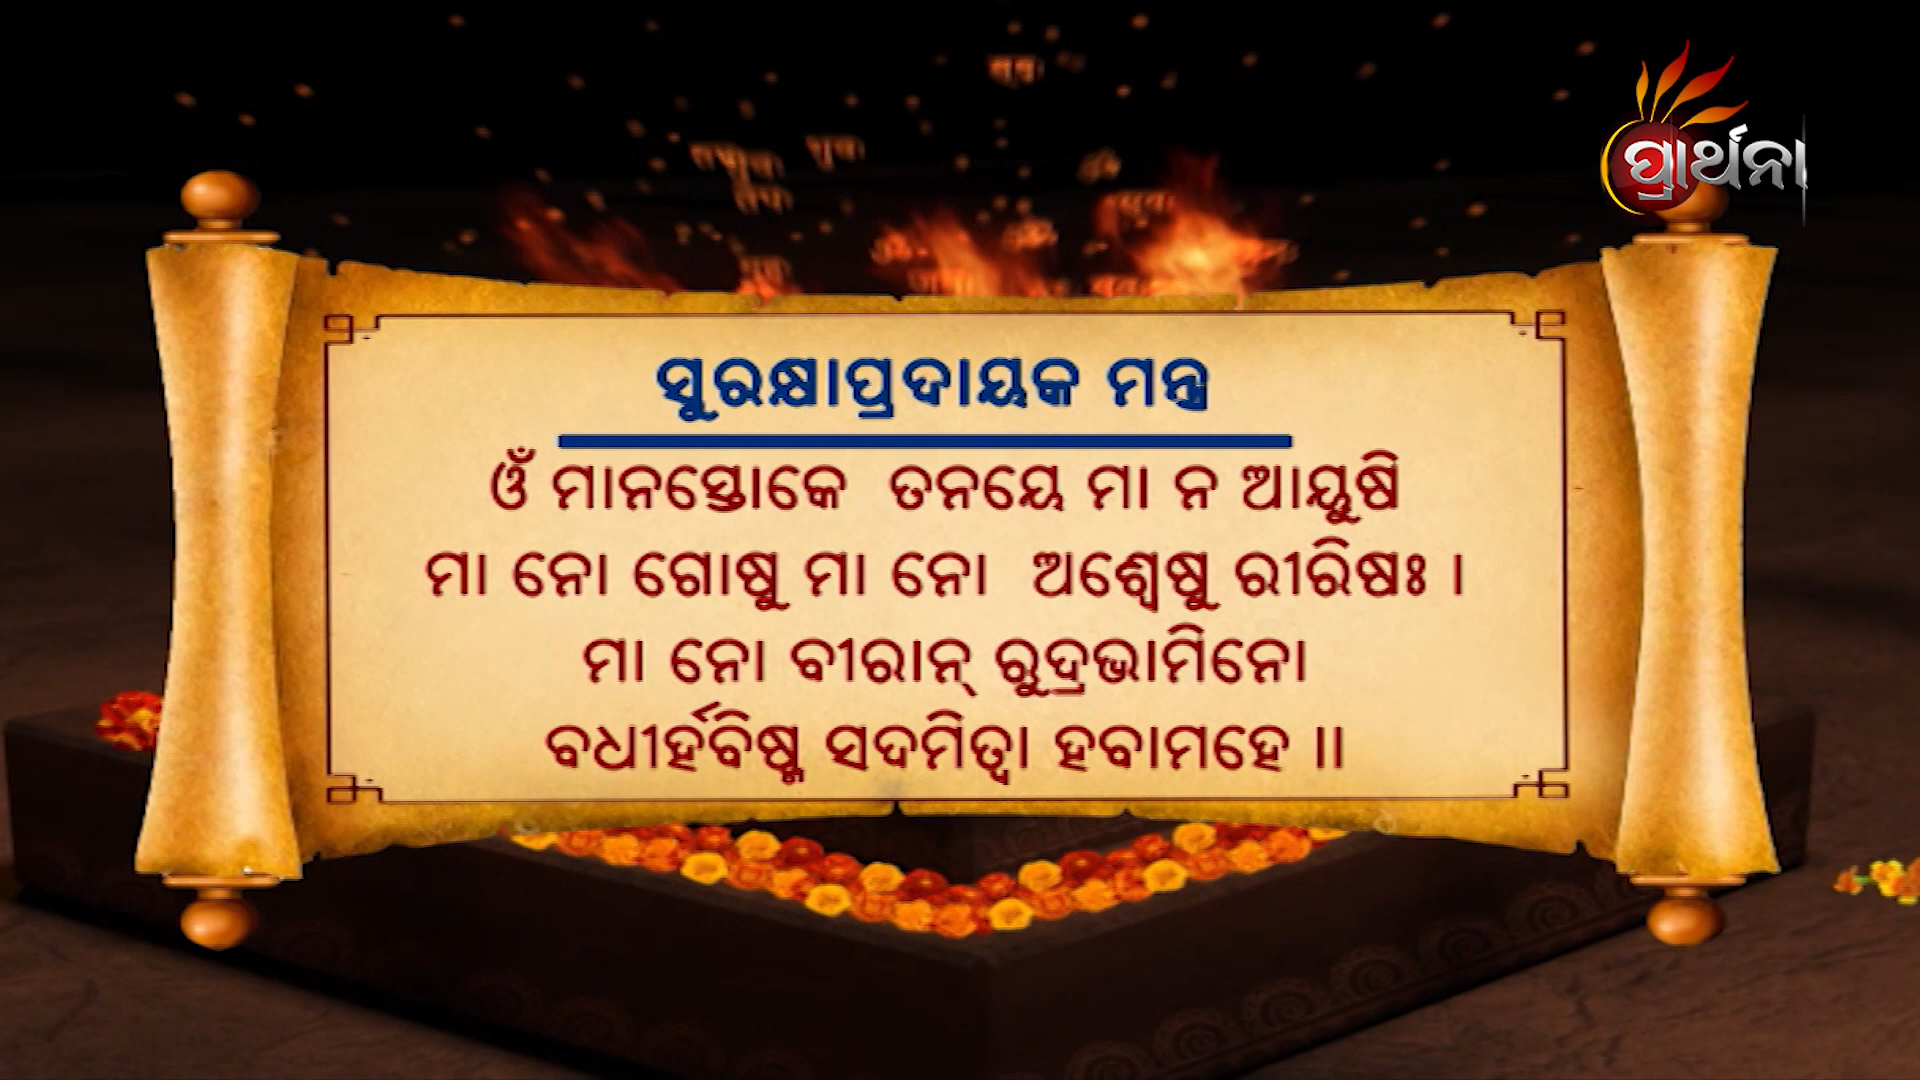 ପ୍ରାର୍ଥନା
ସୁରକ୍ଷାପ୍ରଦାୟକ ମନ୍ତ୍ର
ଓଁ ମାନସ୍ତୋକେ ତନୟେ ମା ନ ଆୟୁଷି
ମା ନୋ ଗୋଷୁ ମା ନୋ ଅଶ୍ୱେଷୁ ରୀରିଷଃ ।
ମା ନୋ ବୀରାନ୍ ରୁଦ୍ରଭାମିନୋ
ବଧୀର୍ହବିଷ୍ମ ସଦମିତ୍ୱା ହବାମହେ ॥